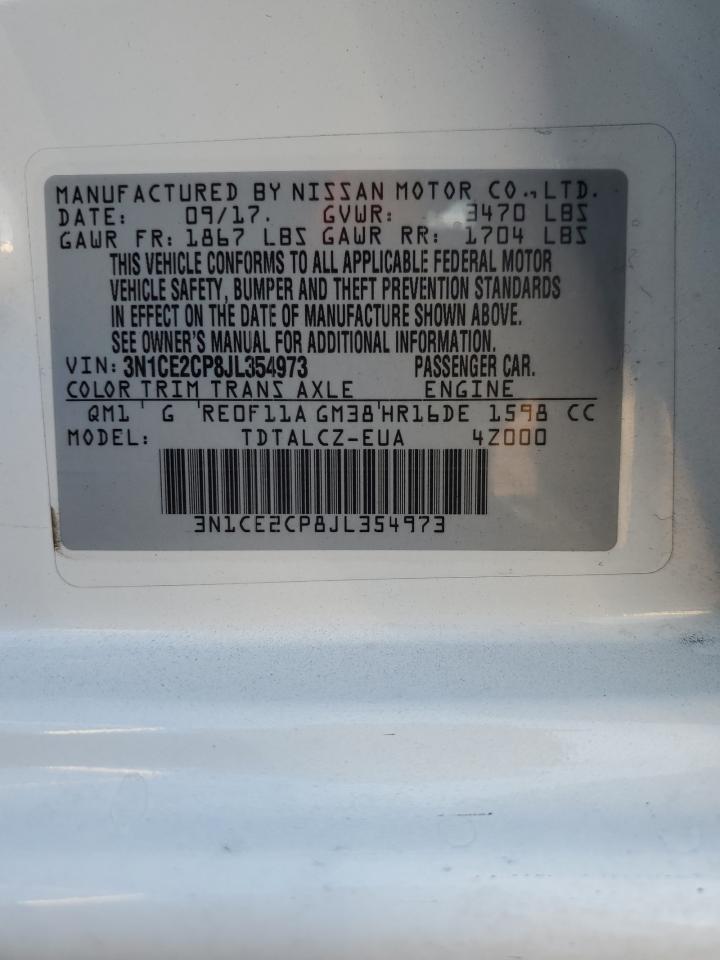 MANUFACTURED BY NISSAN MOTOR CO., LTD.
DATE: 09/17. GVWR: 3470 LBS
GAWR FR: 1867 LBS GAWR RR: 1704 LBS
THIS VEHICLE CONFORMS TO ALL APPLICABLE FEDERAL MOTOR
VEHICLE SAFETY, BUMPER AND THEFT PREVENTION STANDARDS
IN EFFECT ON THE DATE OF MANUFACTURE SHOWN ABOVE.
SEE OWNER'S MANUAL FOR ADDITIONAL INFORMATION.
VIN: 3N1CE2CP8JL354973 PASSENGER CAR.
COLOR TRIM TRANS AXLE ENGINE
QM1 G RE0F11A GM38 HR16DE 1598 CC
MODEL: TDTALCZ-EUA 4Z000
3N1CE2CP8JL354973